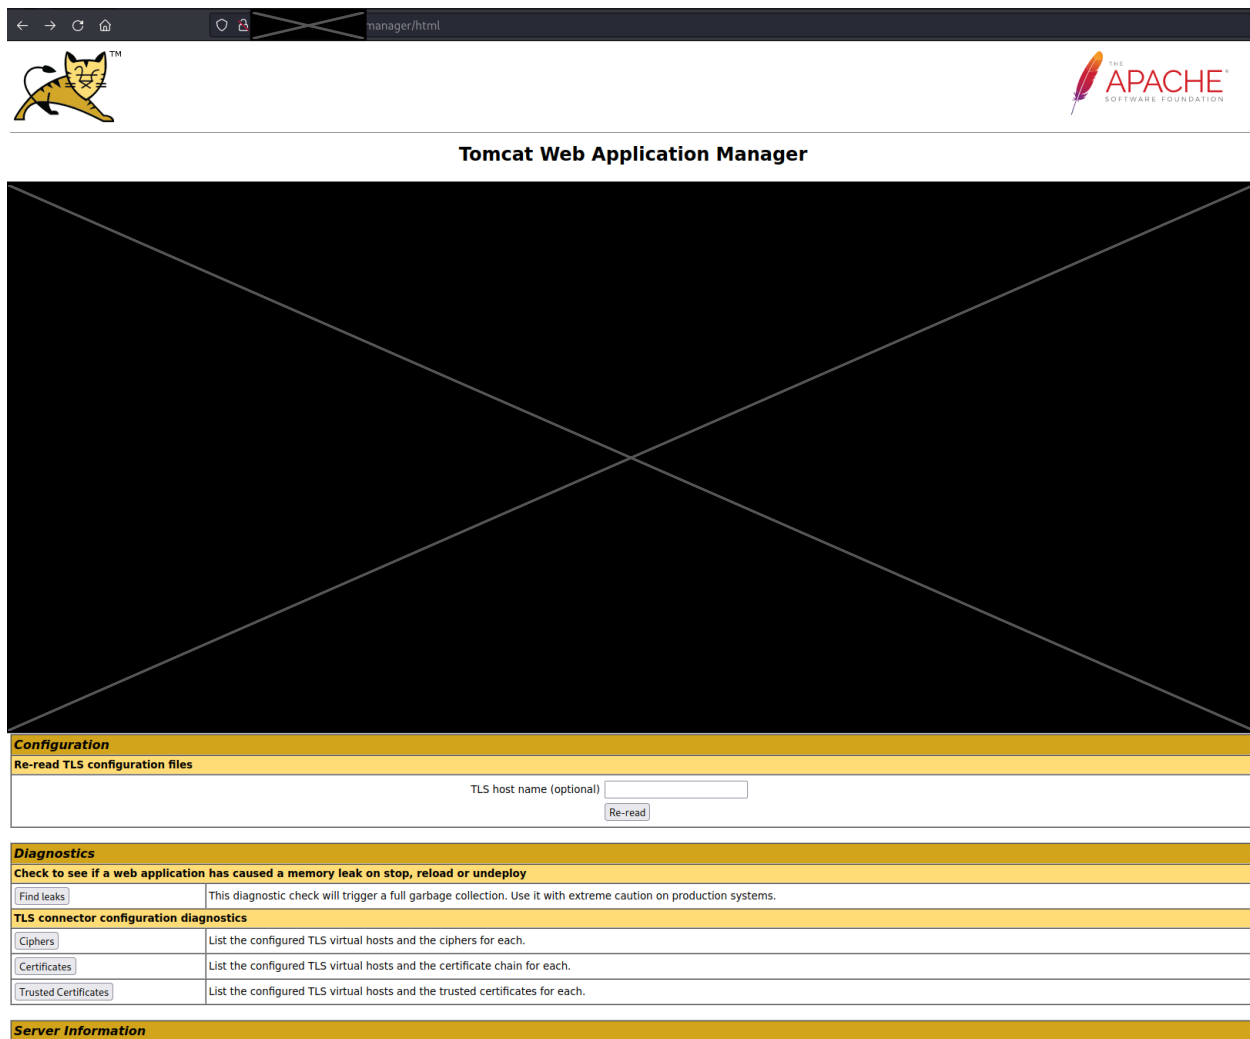 manager/html
TM
THE
APACHE®
SOFTWARE FOUNDATION
Tomcat Web Application Manager
Configuration
Re-read TLS configuration files
TLS host name (optional)
Re-read
Diagnostics
Check to see if a web application has caused a memory leak on stop, reload or undeploy
Find leaks This diagnostic check will trigger a full garbage collection. Use it with extreme caution on production systems.
TLS connector configuration diagnostics
Ciphers List the configured TLS virtual hosts and the ciphers for each.
Certificates List the configured TLS virtual hosts and the certificate chain for each.
Trusted Certificates List the configured TLS virtual hosts and the trusted certificates for each.
Server Information